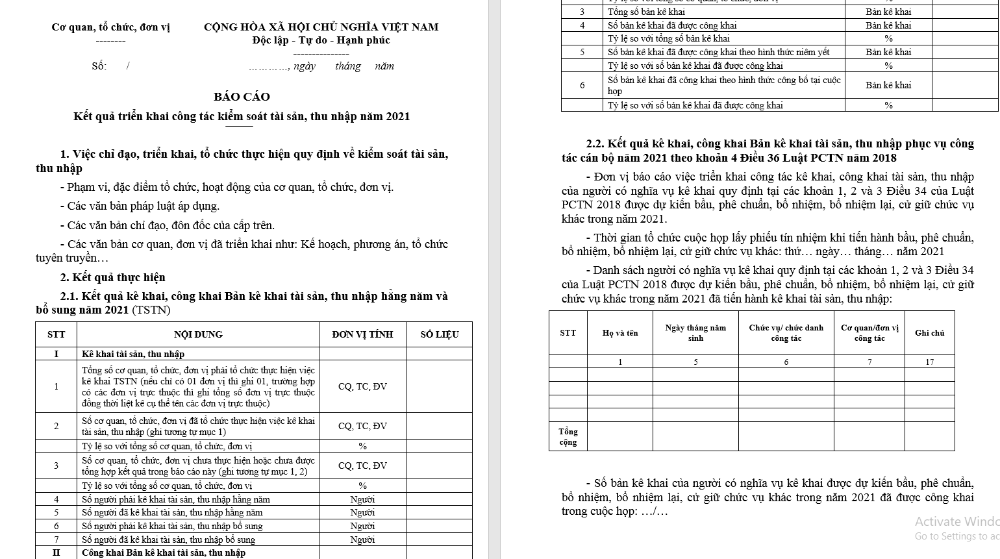 Cơ quan, tổ chức, đơn vị
--------
Số: /
CỘNG HÒA XÃ HỘI CHỦ NGHĨA VIỆT NAM
Độc lập - Tự do - Hạnh phúc
---------------
…………, ngày tháng năm
BÁO CÁO
Kết quả triển khai công tác kiểm soát tài sản, thu nhập năm 2021
1. Việc chỉ đạo, triển khai, tổ chức thực hiện quy định về kiểm soát tài sản,
thu nhập
- Phạm vi, đặc điểm tổ chức, hoạt động của cơ quan, tổ chức, đơn vị.
- Các văn bản pháp luật áp dụng.
- Các văn bản chỉ đạo, đôn đốc của cấp trên.
- Các văn bản cơ quan, đơn vị đã triển khai như: Kế hoạch, phương án, tổ chức
tuyên truyền…
2. Kết quả thực hiện
2.1. Kết quả kê khai, công khai Bản kê khai tài sản, thu nhập hằng năm và
bổ sung năm 2021 (TSTN)
STT NỘI DUNG ĐƠN VỊ TÍNH SỐ LIỆU
I Kê khai tài sản, thu nhập
1 Tổng số cơ quan, tổ chức, đơn vị phải tổ chức thực hiện việc
kê khai TSTN (nếu chỉ có 01 đơn vị thì ghi 01, trường hợp
có các đơn vị trực thuộc thì ghi tổng số đơn vị trực thuộc
đồng thời liệt kê cụ thể tên các đơn vị trực thuộc) CQ, TC, ĐV
2 Số cơ quan, tổ chức, đơn vị đã tổ chức thực hiện việc kê khai
tài sản, thu nhập (ghi tương tự mục 1) CQ, TC, ĐV
Tỷ lệ so với tổng số cơ quan, tổ chức, đơn vị %
3 Số cơ quan, tổ chức, đơn vị chưa thực hiện hoặc chưa được
tổng hợp kết quả trong báo cáo này (ghi tương tự mục 1, 2) CQ, TC, ĐV
Tỷ lệ so với tổng số cơ quan, tổ chức, đơn vị %
4 Số người phải kê khai tài sản, thu nhập hằng năm Người
5 Số người đã kê khai tài sản, thu nhập hằng năm Người
6 Số người phải kê khai tài sản, thu nhập bổ sung Người
7 Số người đã kê khai tài sản, thu nhập bổ sung Người
II Công khai Bản kê khai tài sản, thu nhập
3 Tổng số bản kê khai Bản kê khai
4 Số bản kê khai đã được công khai Bản kê khai
Tỷ lệ so với tổng số bản kê khai %
5 Số bản kê khai đã được công khai theo hình thức niêm yết Bản kê khai
Tỷ lệ so với số bản kê khai đã được công khai %
6 Số bản kê khai đã công khai theo hình thức công bố tại cuộc
họp Bản kê khai
Tỷ lệ so với số bản kê khai đã được công khai %
2.2. Kết quả kê khai, công khai Bản kê khai tài sản, thu nhập phục vụ công
tác cán bộ năm 2021 theo khoản 4 Điều 36 Luật PCTN năm 2018
- Đơn vị báo cáo việc triển khai công tác kê khai, công khai tài sản, thu nhập
của người có nghĩa vụ kê khai quy định tại các khoản 1, 2 và 3 Điều 34 của Luật
PCTN 2018 được dự kiến bầu, phê chuẩn, bổ nhiệm, bổ nhiệm lại, cử giữ chức vụ
khác trong năm 2021.
- Thời gian tổ chức cuộc họp lấy phiếu tín nhiệm khi tiến hành bầu, phê chuẩn,
bổ nhiệm, bổ nhiệm lại, cử giữ chức vụ khác: thứ… ngày… tháng… năm 2021
- Danh sách người có nghĩa vụ kê khai quy định tại các khoản 1, 2 và 3 Điều 34
của Luật PCTN 2018 được dự kiến bầu, phê chuẩn, bổ nhiệm, bổ nhiệm lại, cử giữ
chức vụ khác trong năm 2021 đã tiến hành kê khai tài sản, thu nhập:
STT Họ và tên Ngày tháng năm sinh Chức vụ/ chức danh công tác Cơ quan/đơn vị công tác Ghi chú
1 5 6 7 17
Tổng
cộng
- Số bản kê khai của người có nghĩa vụ kê khai được dự kiến bầu, phê chuẩn,
bổ nhiệm, bổ nhiệm lại, cử giữ chức vụ khác trong năm 2021 đã được công khai
trong cuộc họp: …/…
Activate
Go to Settings to